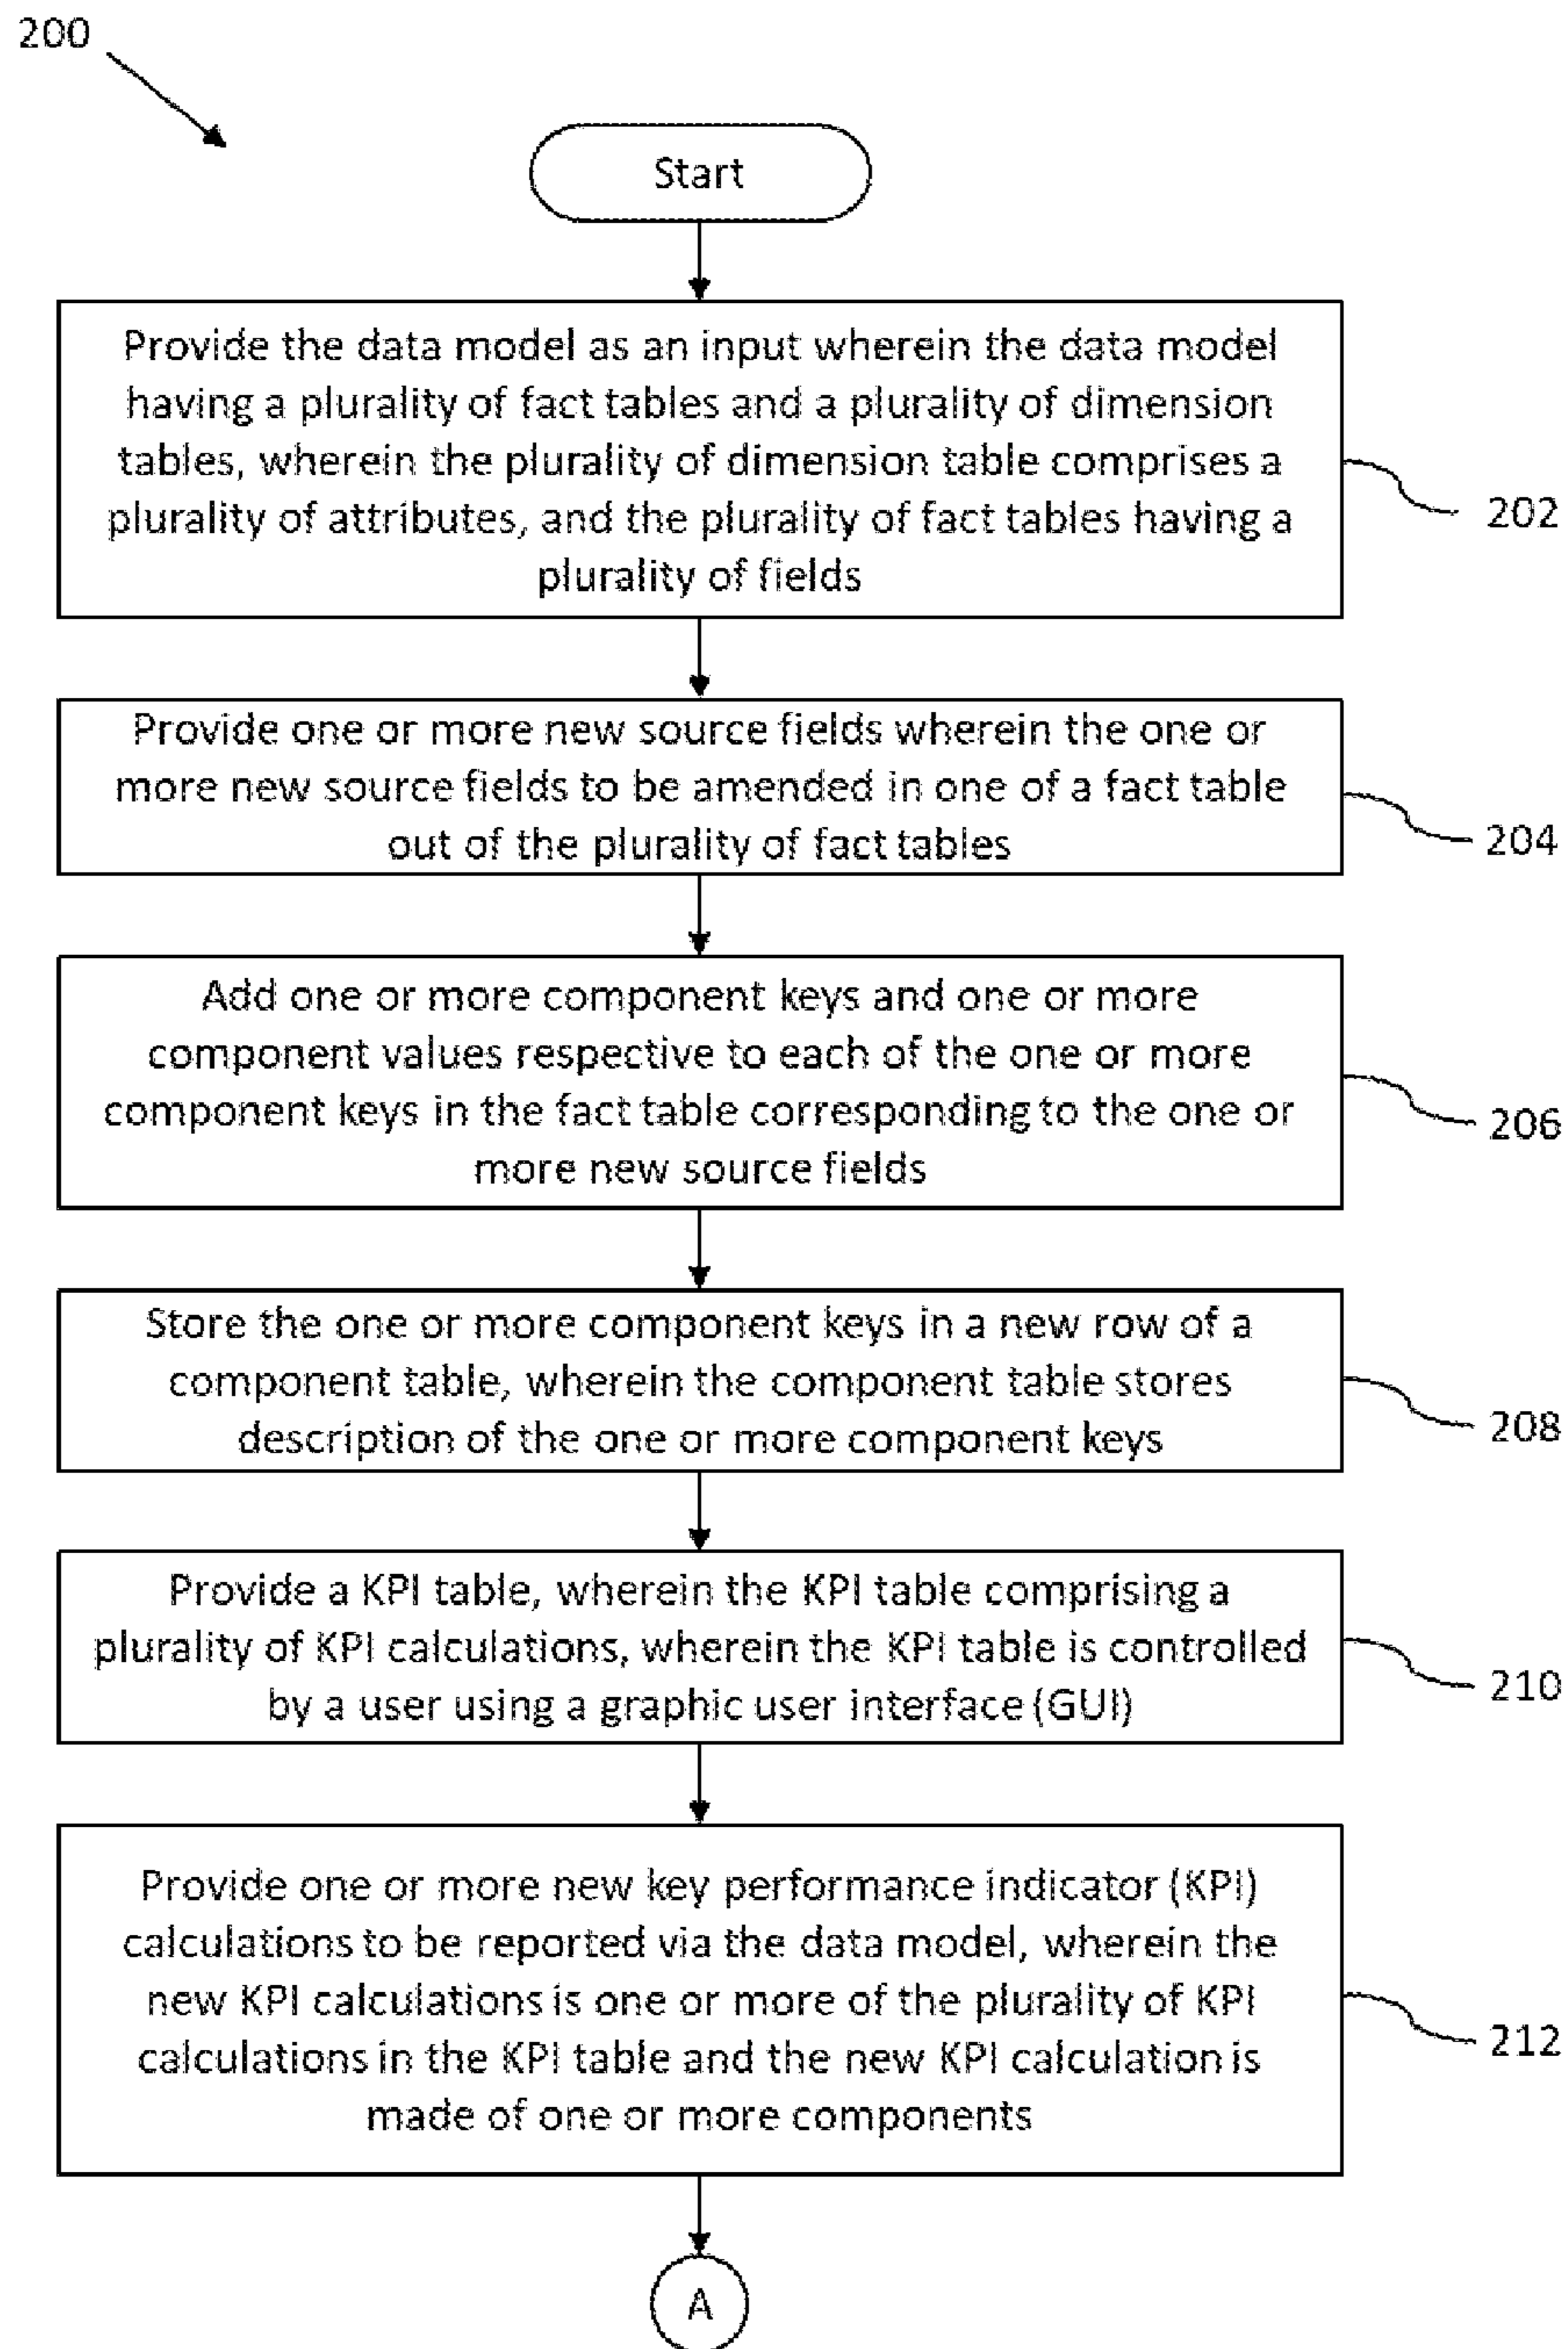 200
Start
Provide the data model as an input wherein the data model
having a plurality of fact tables and a plurality of dimension
tables, wherein the plurality of dimension table comprises a
plurality of attributes, and the plurality of fact tables having a
plurality of fields
202
Provide one or more new source fields wherein the one or
more new source fields to be amended in one of a fact table
out of the plurality of fact tables
204
Add one or more component keys and one or more
component values respective to each of the one or more
component keys in the fact table corresponding to the one or
more new source fields
206
Store the one or more component keys in a new row of a
component table, wherein the component table stores
description of the one or more component keys
208
Provide a KPI table, wherein the KPI table comprising a
plurality of KPI calculations, wherein the KPI table is controlled
by a user using a graphic user interface (GUI)
210
Provide one or more new key performance indicator (KPI)
calculations to be reported via the data model, wherein the
new KPI calculations is one or more of the plurality of KPI
calculations in the KPI table and the new KPI calculation is
made of one or more components
212
A